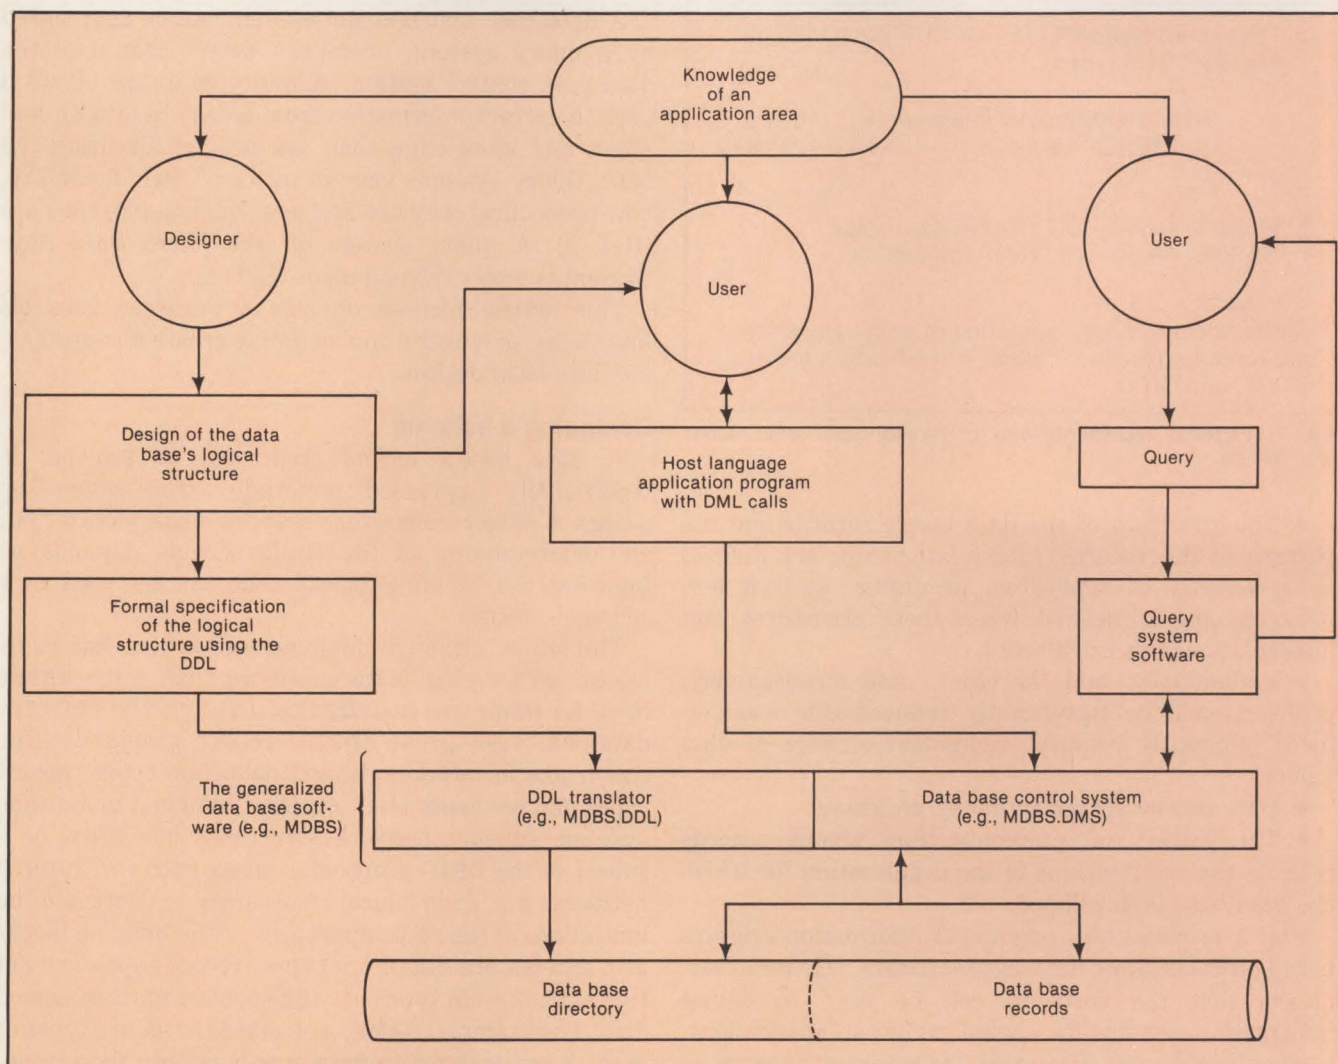 Knowledge
of an
application area
Designer
User
User
Design of the data
base's logical
structure
Host language
application program
with DML calls
Query
Formal specification
of the logical
structure using the
DDL
Query
system
software
The generalized
data base soft-
ware (e.g., MDBS)
DDL translator
(e.g., MDBS.DDL)
Data base control system
(e.g., MDBS.DMS)
Data base
directory
Data base
records